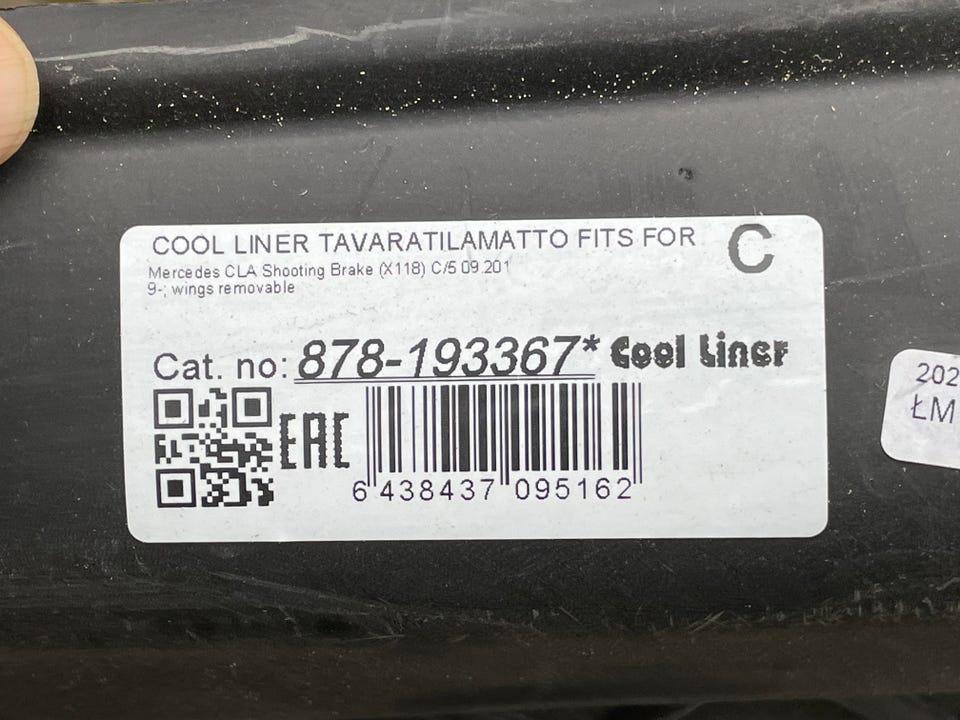 COOL LINER TAVARATILAMATTO FITS FOR
C
Mercedes CLA Shooting Brake (X118) C/5 09.201
9-; wings removable
Cat. no: 878-193367* Cool Liner
EAC
6 438437 095162
202
ŁM